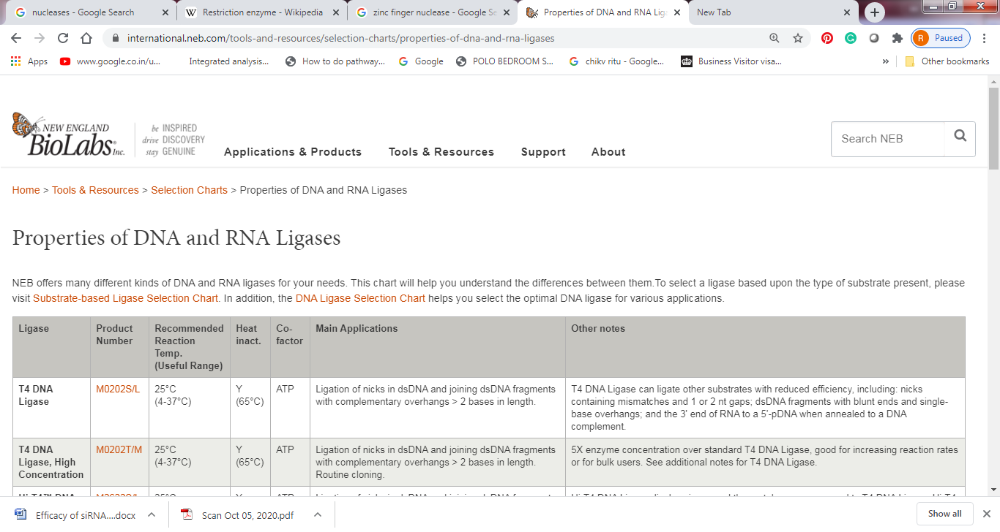 nucleases - Google Search
Restriction enzyme - Wikipedia
zinc finger nuclease - Google Se
Properties of DNA and RNA Liga
New Tab
international.neb.com/tools-and-resources/selection-charts/properties-of-dna-and-rna-ligases
R Paused
Apps
www.google.co.in/u...
Integrated analysis...
How to do pathway...
Google
POLO BEDROOM S...
chikv ritu - Google...
Business Visitor visa...
»
Other bookmarks
NEW ENGLAND
BioLabs Inc.
be INSPIRED
drive DISCOVERY
stay GENUINE
Applications & Products
Tools & Resources
Support
About
Search NEB
Home > Tools & Resources > Selection Charts > Properties of DNA and RNA Ligases
Properties of DNA and RNA Ligases
NEB offers many different kinds of DNA and RNA ligases for your needs. This chart will help you understand the differences between them.To select a ligase based upon the type of substrate present, please
visit Substrate-based Ligase Selection Chart. In addition, the DNA Ligase Selection Chart helps you select the optimal DNA ligase for various applications.
Ligase
Product
Number
Recommended
Reaction
Temp.
(Useful Range)
Heat
inact.
Co-
factor
Main Applications
Other notes
T4 DNA
Ligase
M0202S/L
25°C
(4-37°C)
Y
(65°C)
ATP
Ligation of nicks in dsDNA and joining dsDNA fragments
with complementary overhangs > 2 bases in length.
T4 DNA Ligase can ligate other substrates with reduced efficiency, including: nicks
containing mismatches and 1 or 2 nt gaps; dsDNA fragments with blunt ends and single-
base overhangs; and the 3' end of RNA to a 5'-pDNA when annealed to a DNA
complement.
T4 DNA
Ligase, High
Concentration
M0202T/M
25°C
(4-37°C)
Y
(65°C)
ATP
Ligation of nicks in dsDNA and joining dsDNA fragments
with complementary overhangs > 2 bases in length.
Routine cloning.
5X enzyme concentration over standard T4 DNA Ligase, good for increasing reaction rates
or for bulk users. See additional notes for T4 DNA Ligase.
Efficacy of siRNA....docx
Scan Oct 05, 2020.pdf
Show all